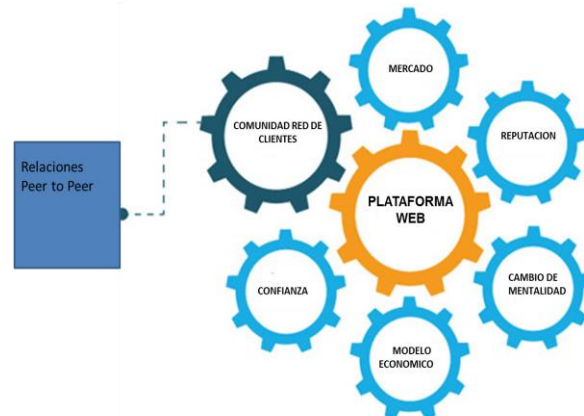 MERCADO
COMUNIDAD RED DE
CLIENTES
REPUTACION
Relaciones
Peer to Peer
PLATAFORMA
WEB
CONFIANZA
CAMBIO DE
MENTALIDAD
MODELO
ECONOMICO